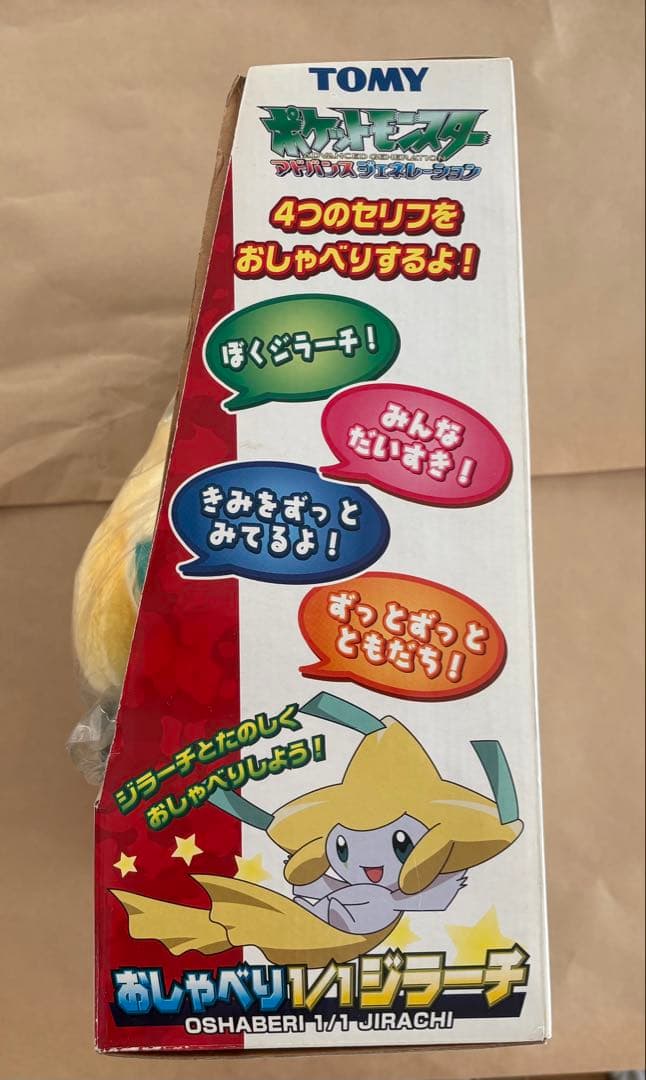 TOMY
ポケットモンスター
ADVANCED GENERATION
アドバンスジェネレーション
4つのセリフを
おしゃべりするよ!
ぼくジラーチ!
みんな
だいすき!
きみをずっと
みてるよ!
ずっとずっと
ともだち!
ジラーチとたのしく
おしゃべりしよう!
おしゃべり1/1ジラーチ
OSHABERI 1/1 JIRACHI